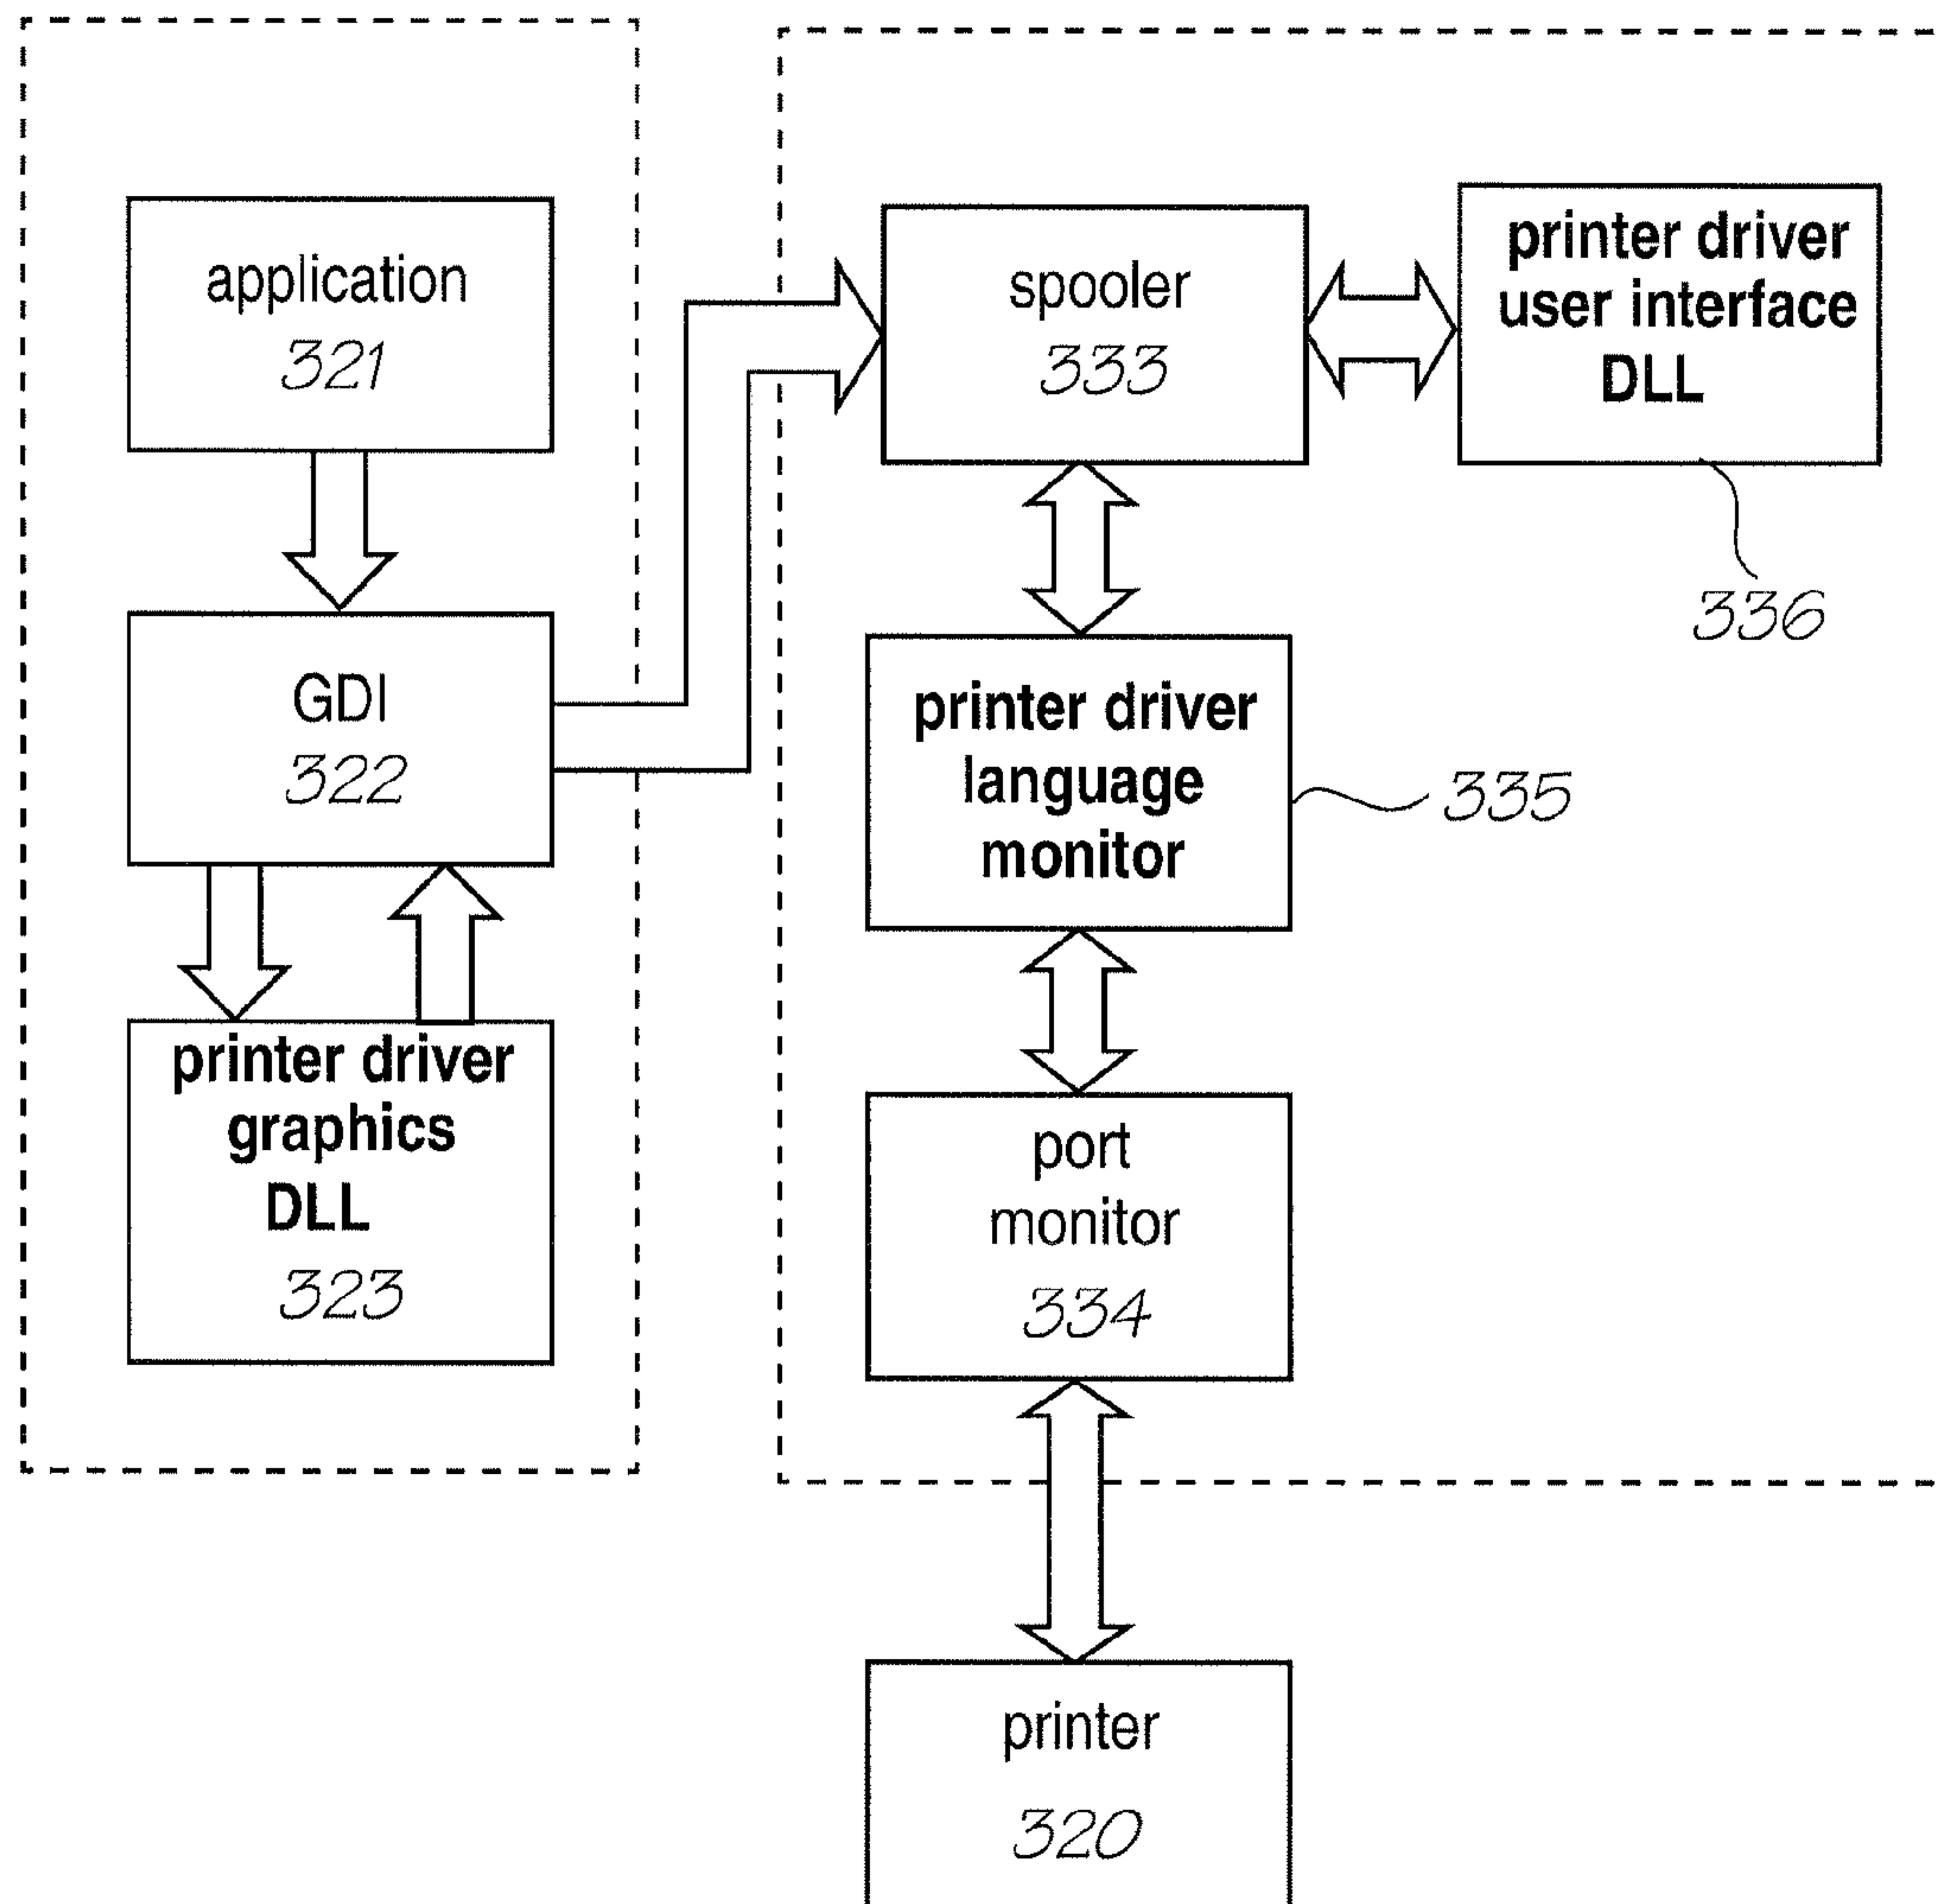 application
321
GDI
322
printer driver
graphics
DLL
323
spooler
333
printer driver
user interface
DLL
336
printer driver
language
monitor
335
port
monitor
334
printer
320